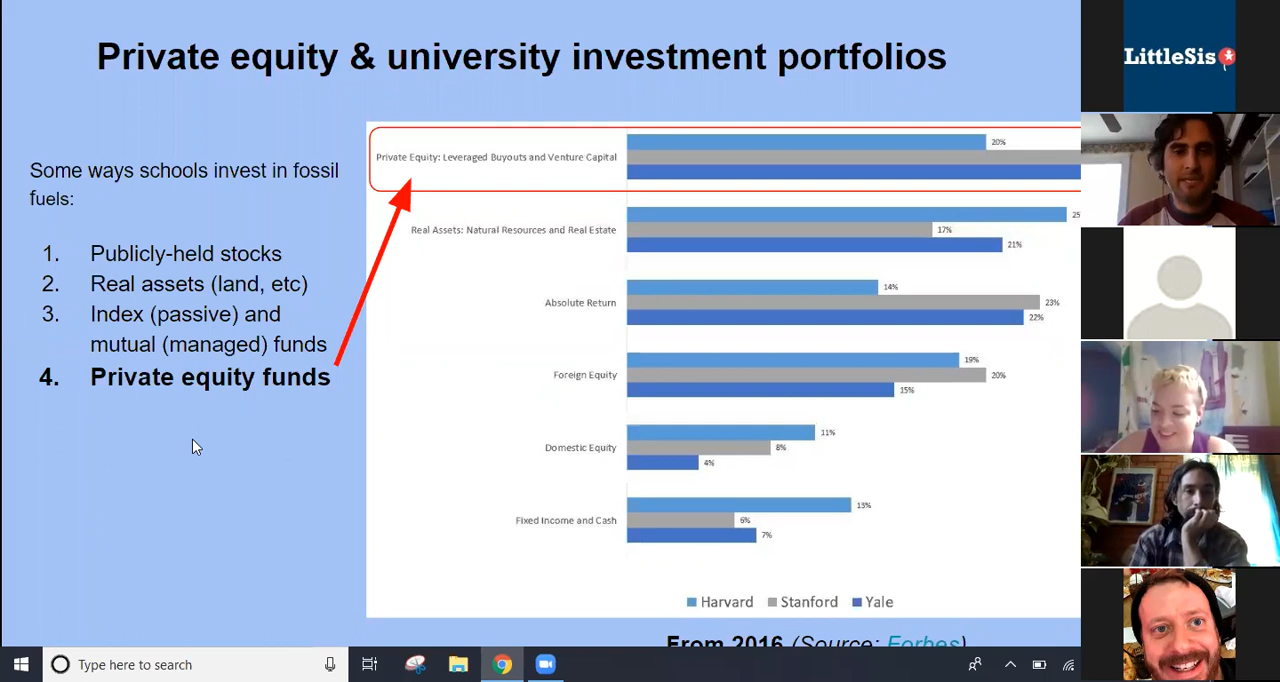 Private equity & university investment portfolios
LittleSis
Some ways schools invest in fossil
fuels:
1. Publicly-held stocks
2. Real assets (land, etc)
3. Index (passive) and
mutual (managed) funds
4. Private equity funds
Private Equity: Leveraged Buyouts and Venture Capital
20%
Real Assets: Natural Resources and Real Estate
17%
21%
Absolute Return
14%
23%
22%
Foreign Equity
19%
20%
15%
Domestic Equity
11%
8%
4%
Fixed Income and Cash
13%
6%
7%
Harvard Stanford Yale
From 2016 (Source: Forbes)
Type here to search